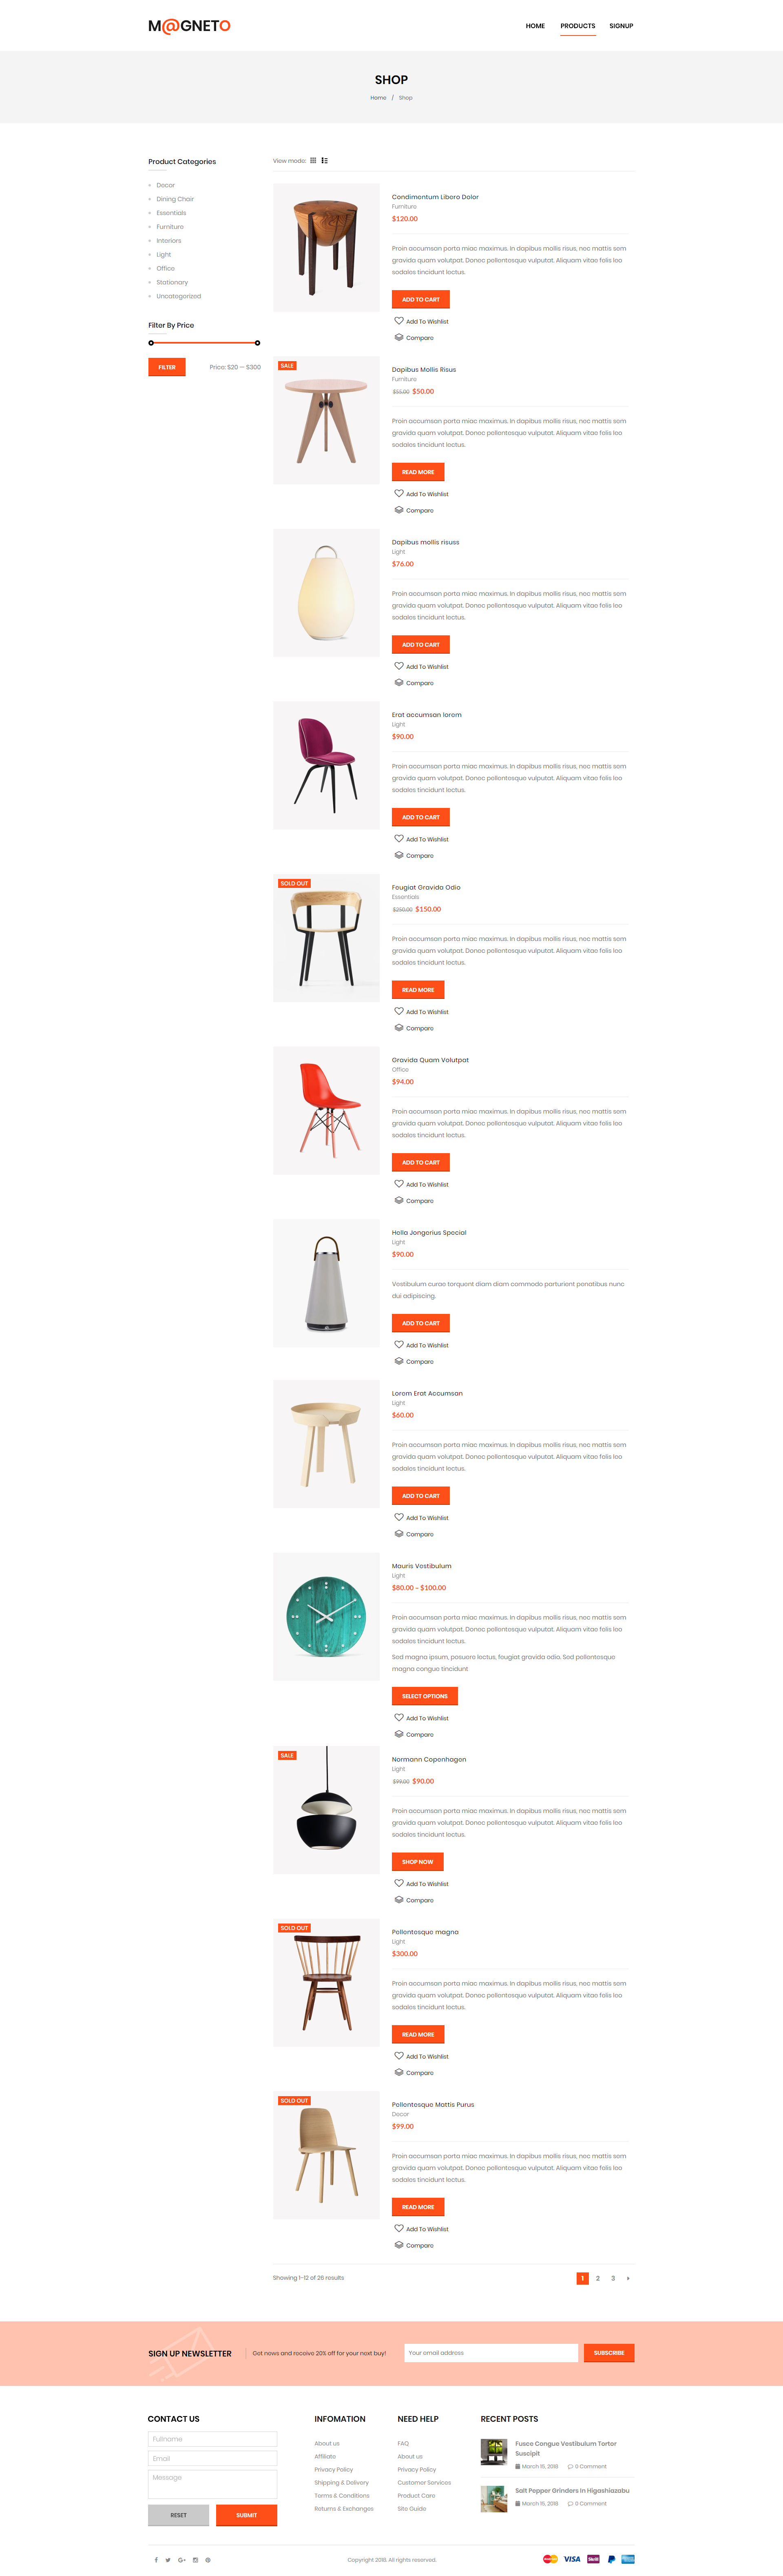 M@GNETO
HOME PRODUCTS SIGNUP
SHOP
Home / Shop
Product Categories
Decor
Dining Chair
Essentials
Furniture
Interiors
Light
Office
Stationary
Uncategorized
Filter By Price
FILTER Price: $20 — $300
View mode:
Condimentum Libero Dolor
Furniture
$120.00
Proin accumsan porta miac maximus. In dapibus mollis risus, nec mattis sem
gravida quam volutpat. Donec pellentesque vulputat. Aliquam vitae felis leo
sodales tincidunt lectus.
ADD TO CART
Add To Wishlist
Compare
SALE
Dapibus Mollis Risus
Furniture
$55.00 $50.00
Proin accumsan porta miac maximus. In dapibus mollis risus, nec mattis sem
gravida quam volutpat. Donec pellentesque vulputat. Aliquam vitae felis leo
sodales tincidunt lectus.
READ MORE
Add To Wishlist
Compare
Dapibus mollis risuss
Light
$76.00
Proin accumsan porta miac maximus. In dapibus mollis risus, nec mattis sem
gravida quam volutpat. Donec pellentesque vulputat. Aliquam vitae felis leo
sodales tincidunt lectus.
ADD TO CART
Add To Wishlist
Compare
Erat accumsan lorem
Light
$90.00
Proin accumsan porta miac maximus. In dapibus mollis risus, nec mattis sem
gravida quam volutpat. Donec pellentesque vulputat. Aliquam vitae felis leo
sodales tincidunt lectus.
ADD TO CART
Add To Wishlist
Compare
SOLD OUT
Feugiat Gravida Odio
Essentials
$250.00 $150.00
Proin accumsan porta miac maximus. In dapibus mollis risus, nec mattis sem
gravida quam volutpat. Donec pellentesque vulputat. Aliquam vitae felis leo
sodales tincidunt lectus.
READ MORE
Add To Wishlist
Compare
Gravida Quam Volutpat
Office
$94.00
Proin accumsan porta miac maximus. In dapibus mollis risus, nec mattis sem
gravida quam volutpat. Donec pellentesque vulputat. Aliquam vitae felis leo
sodales tincidunt lectus.
ADD TO CART
Add To Wishlist
Compare
Hella Jongerius Special
Light
$90.00
Vestibulum curae torquent diam diam commodo parturient penatibus nunc
dui adipiscing.
ADD TO CART
Add To Wishlist
Compare
Lorem Erat Accumsan
Light
$60.00
Proin accumsan porta miac maximus. In dapibus mollis risus, nec mattis sem
gravida quam volutpat. Donec pellentesque vulputat. Aliquam vitae felis leo
sodales tincidunt lectus.
ADD TO CART
Add To Wishlist
Compare
Mauris Vestibulum
Light
$80.00 – $100.00
Proin accumsan porta miac maximus. In dapibus mollis risus, nec mattis sem
gravida quam volutpat. Donec pellentesque vulputat. Aliquam vitae felis leo
sodales tincidunt lectus.
Sed magna ipsum, posuere lectus, feugiat gravida odio. Sed pellentesque
magna congue tincidunt
SELECT OPTIONS
Add To Wishlist
Compare
SALE
Normann Copenhagen
Light
$99.00 $90.00
Proin accumsan porta miac maximus. In dapibus mollis risus, nec mattis sem
gravida quam volutpat. Donec pellentesque vulputat. Aliquam vitae felis leo
sodales tincidunt lectus.
SHOP NOW
Add To Wishlist
Compare
SOLD OUT
Pellentesque magna
Light
$300.00
Proin accumsan porta miac maximus. In dapibus mollis risus, nec mattis sem
gravida quam volutpat. Donec pellentesque vulputat. Aliquam vitae felis leo
sodales tincidunt lectus.
READ MORE
Add To Wishlist
Compare
SOLD OUT
Pellentesque Mattis Purus
Decor
$99.00
Proin accumsan porta miac maximus. In dapibus mollis risus, nec mattis sem
gravida quam volutpat. Donec pellentesque vulputat. Aliquam vitae felis leo
sodales tincidunt lectus.
READ MORE
Add To Wishlist
Compare
Showing 1–12 of 26 results 1 2 3
SIGN UP NEWSLETTER Get news and receive 20% off for your next buy! Your email address SUBSCRIBE
CONTACT US
Fullname
Email
Message
RESET SUBMIT
INFOMATION
About us
Affiliate
Privacy Policy
Shipping & Delivery
Terms & Conditions
Returns & Exchanges
NEED HELP
FAQ
About us
Privacy Policy
Customer Services
Product Care
Site Guide
RECENT POSTS
Fusce Congue Vestibulum Tortor
Suscipit
March 15, 2018 0 Comment
Salt Pepper Grinders In Higashiazabu
March 15, 2018 0 Comment
Copyright 2018. All rights reserved. VISA Skrill